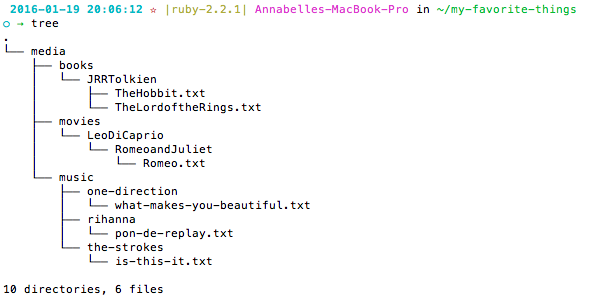 2016-01-19 20:06:12 ☆ |ruby-2.2.1| Annabelles-MacBook-Pro in ~/my-favorite-things
○ → tree
.
└── media
    ├── books
    │   └── JRRTolkien
    │       ├── TheHobbit.txt
    │       └── TheLordoftheRings.txt
    ├── movies
    │   └── LeoDiCaprio
    │       └── RomeoandJuliet
    │           └── Romeo.txt
    └── music
        ├── one-direction
        │   └── what-makes-you-beautiful.txt
        ├── rihanna
        │   └── pon-de-replay.txt
        └── the-strokes
            └── is-this-it.txt

10 directories, 6 files